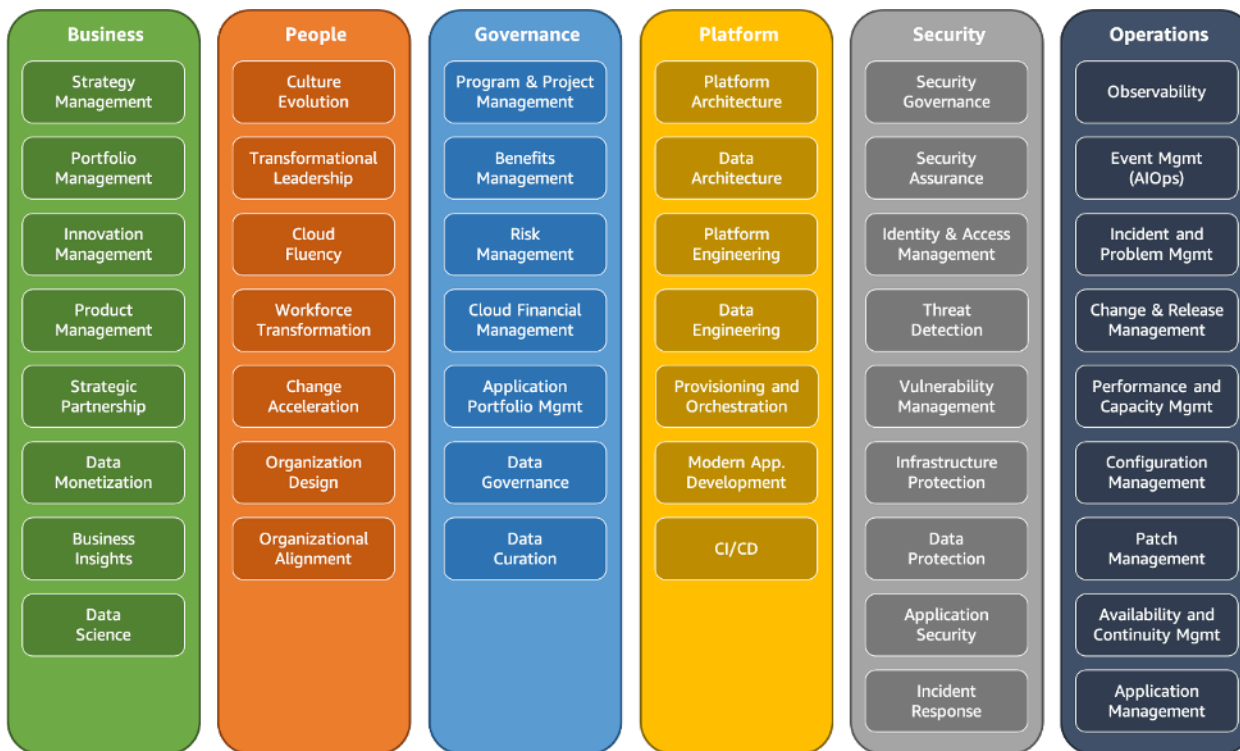 Business
Strategy
Management
Portfolio
Management
Innovation
Management
Product
Management
Strategic
Partnership
Data
Monetization
Business
Insights
Data
Science
People
Culture
Evolution
Transformational
Leadership
Cloud
Fluency
Workforce
Transformation
Change
Acceleration
Organization
Design
Organizational
Alignment
Governance
Program & Project
Management
Benefits
Management
Risk
Management
Cloud Financial
Management
Application
Portfolio Mgmt
Data
Governance
Data
Curation
Platform
Platform
Architecture
Data
Architecture
Platform
Engineering
Data
Engineering
Provisioning and
Orchestration
Modern App.
Development
CI/CD
Security
Security
Governance
Security
Assurance
Identity & Access
Management
Threat
Detection
Vulnerability
Management
Infrastructure
Protection
Data
Protection
Application
Security
Incident
Response
Operations
Observability
Event Mgmt
(AIOps)
Incident and
Problem Mgmt
Change & Release
Management
Performance and
Capacity Mgmt
Configuration
Management
Patch
Management
Availability and
Continuity Mgmt
Application
Management